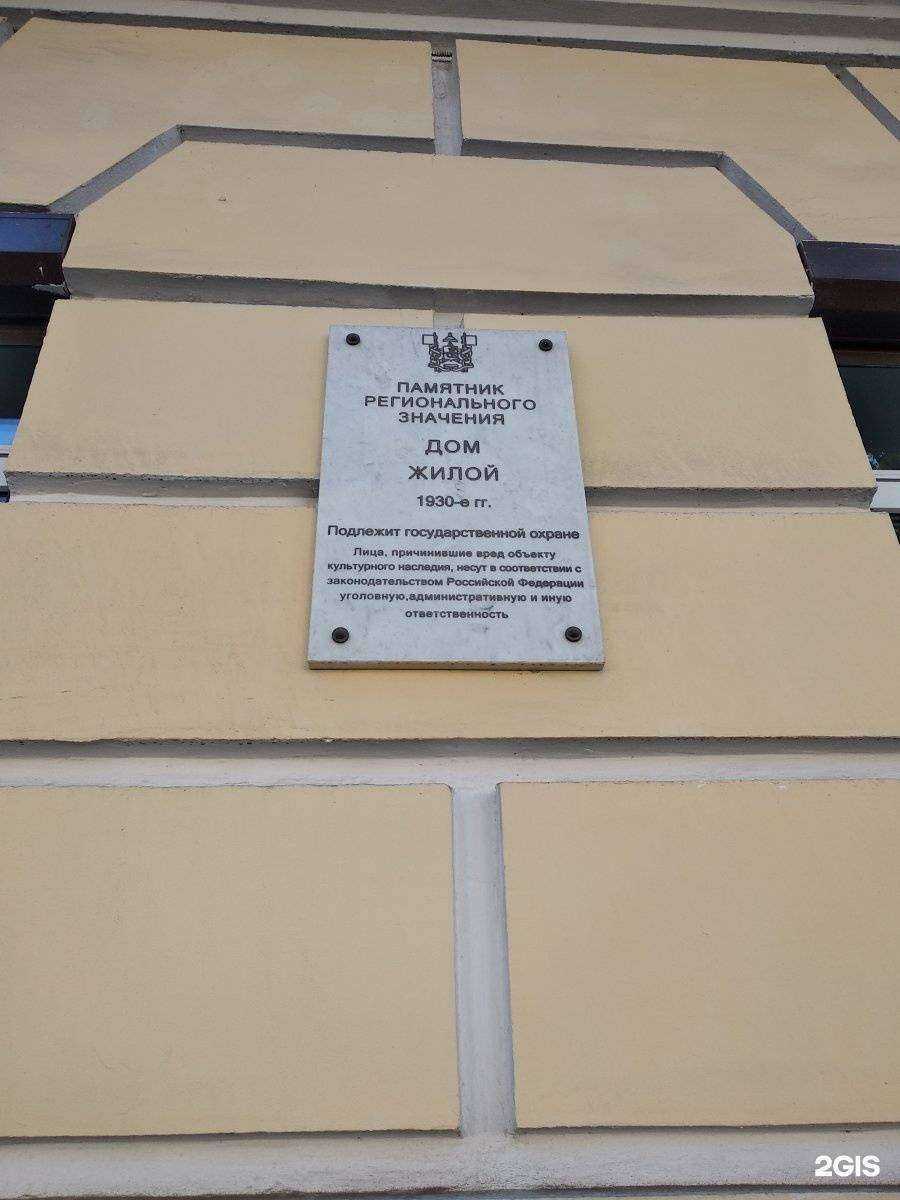 ПАМЯТНИК
РЕГИОНАЛЬНОГО
ЗНАЧЕНИЯ
ДОМ
ЖИЛОЙ
1930-е гг.
Подлежит государственной охране
Лица, причинившие вред объекту
культурного наследия, несут в соответствии с
законодательством Российской Федерации
уголовную,административную и иную
ответственность
2GIS